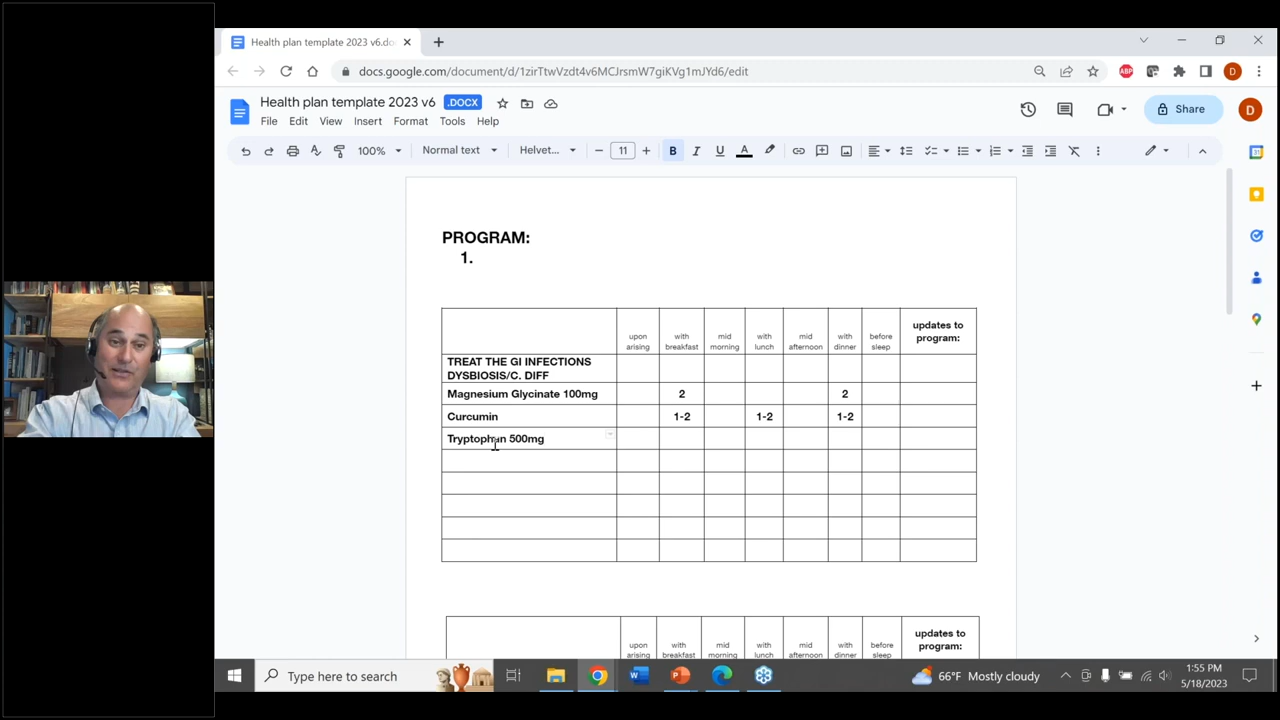 Health plan template 2023 v6.do
docs.google.com/document/d/1zirTtwVzdt4v6MCJrsmW7giKVg1mJYd6/edit
ABP
D
Health plan template 2023 v6 .DOCX
File Edit View Insert Format Tools Help
Share
D
100% Normal text Helvet... 11 B I U A
31
PROGRAM:
1.
upon arising
with breakfast
mid morning
with lunch
mid afternoon
with dinner
before sleep
updates to program:
TREAT THE GI INFECTIONS
DYSBIOSIS/C. DIFF
Magnesium Glycinate 100mg 2 2
Curcumin 1-2 1-2 1-2
Tryptophan 500mg
upon arising
with breakfast
mid morning
with lunch
mid afternoon
with dinner
before sleep
updates to program:
Type here to search
66°F Mostly cloudy
1:55 PM
5/18/2023